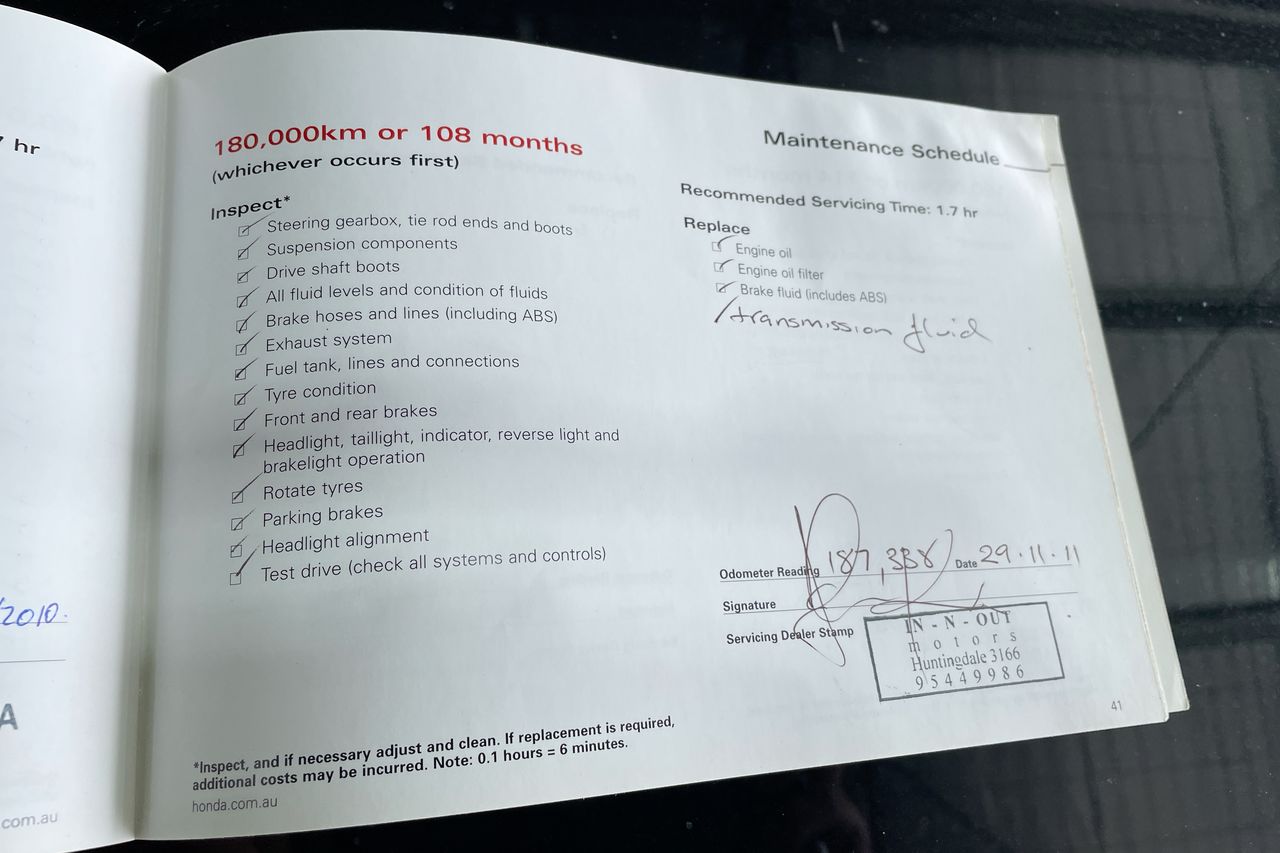 hr
2010.
A
com.au
180,000km or 108 months
(whichever occurs first)
Inspect*
Steering gearbox, tie rod ends and boots
Suspension components
Drive shaft boots
All fluid levels and condition of fluids
Brake hoses and lines (including ABS)
Exhaust system
Fuel tank, lines and connections
Tyre condition
Front and rear brakes
Headlight, taillight, indicator, reverse light and
brakelight operation
Rotate tyres
Parking brakes
Headlight alignment
Test drive (check all systems and controls)
*Inspect, and if necessary adjust and clean. If replacement is required,
additional costs may be incurred. Note: 0.1 hours = 6 minutes.
honda.com.au
Maintenance Schedule
Recommended Servicing Time: 1.7 hr
Replace
Engine oil
Engine oil filter
Brake fluid (includes ABS)
transmission fluid
Odometer Reading 187,338 Date 29.11.11
Signature
Servicing Dealer Stamp
IN - N - OUT
motors
Huntingdale 3166
95449986
41